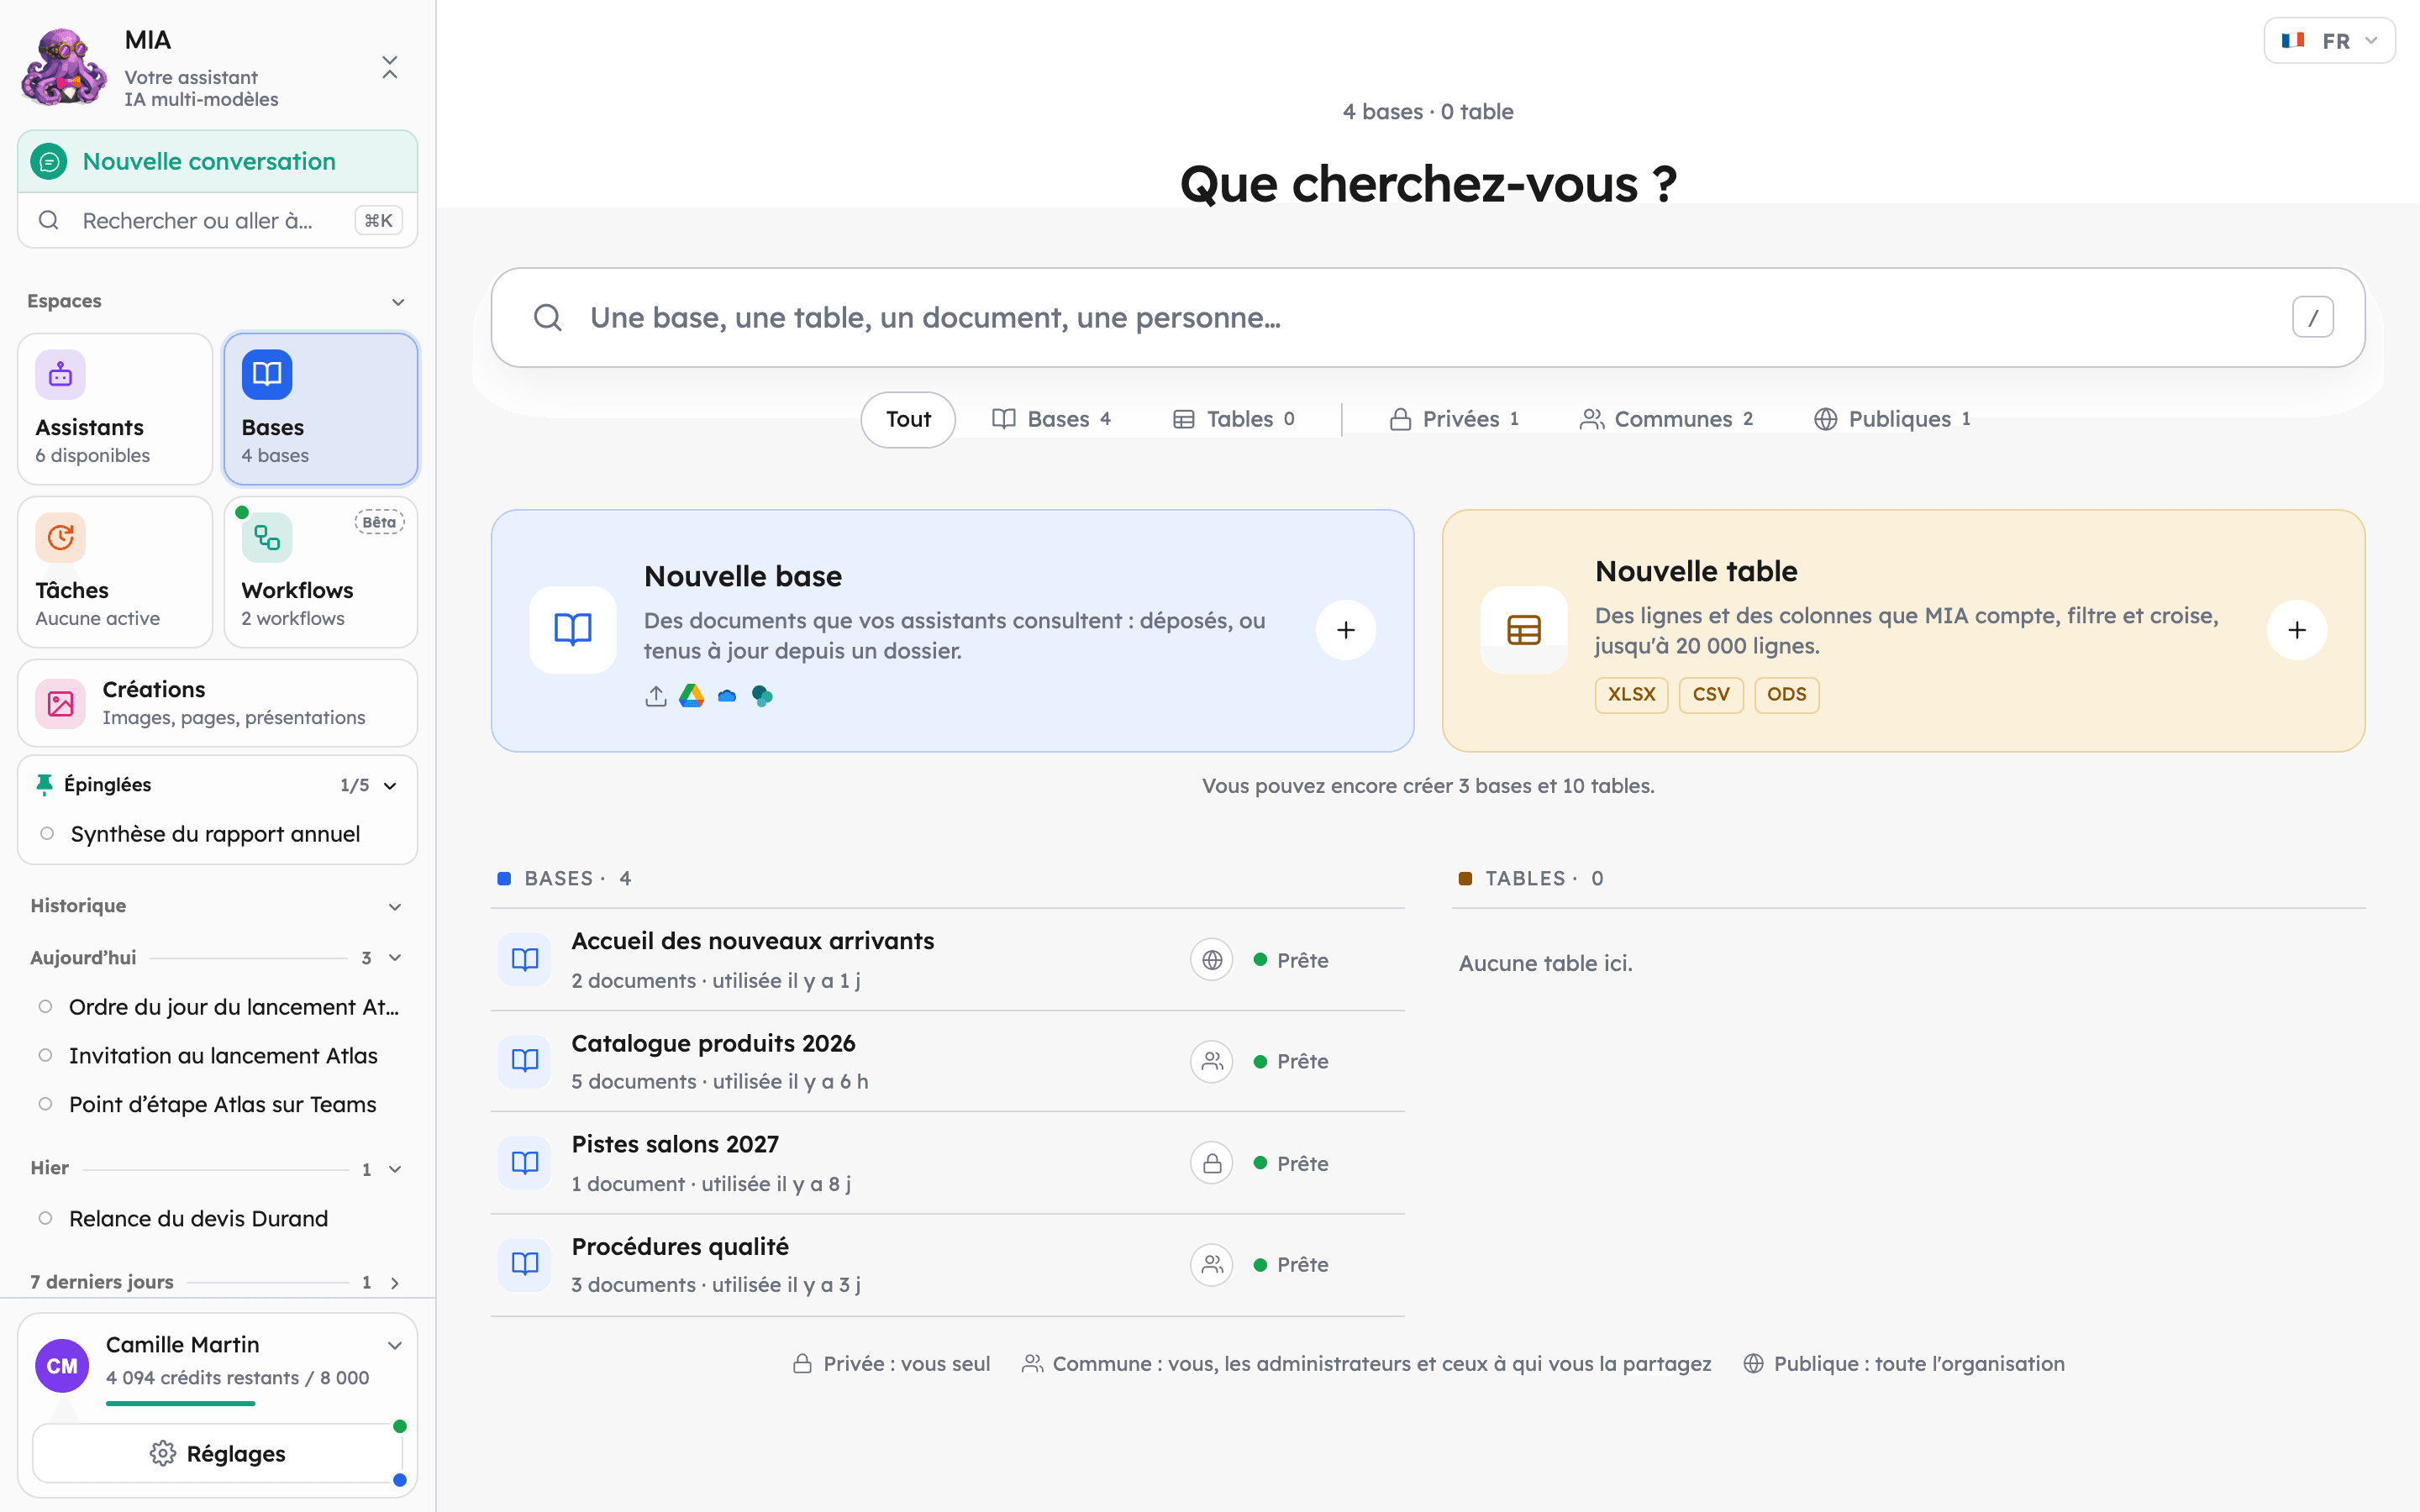 MIA
Votre assistant
IA multi-modèles
Nouvelle conversation
Rechercher ou aller à...
⌘K
Espaces
Assistants
6 disponibles
Bases
4 bases
Tâches
Aucune active
Bêta
Workflows
2 workflows
Créations
Images, pages, présentations
Épinglées
1/5
Synthèse du rapport annuel
Historique
Aujourd’hui
3
Ordre du jour du lancement At...
Invitation au lancement Atlas
Point d’étape Atlas sur Teams
Hier
1
Relance du devis Durand
7 derniers jours
1
CM
Camille Martin
4 094 crédits restants / 8 000
Réglages
FR
4 bases · 0 table
Que cherchez-vous ?
Une base, une table, un document, une personne...
/
Tout
Bases 4
Tables 0
Privées 1
Communes 2
Publiques 1
Nouvelle base
Des documents que vos assistants consultent : déposés, ou
tenus à jour depuis un dossier.
Nouvelle table
Des lignes et des colonnes que MIA compte, filtre et croise,
jusqu'à 20 000 lignes.
XLSX
CSV
ODS
Vous pouvez encore créer 3 bases et 10 tables.
BASES · 4
Accueil des nouveaux arrivants
2 documents · utilisée il y a 1 j
Prête
Catalogue produits 2026
5 documents · utilisée il y a 6 h
Prête
Pistes salons 2027
1 document · utilisée il y a 8 j
Prête
Procédures qualité
3 documents · utilisée il y a 3 j
Prête
TABLES · 0
Aucune table ici.
Privée : vous seul
Commune : vous, les administrateurs et ceux à qui vous la partagez
Publique : toute l'organisation